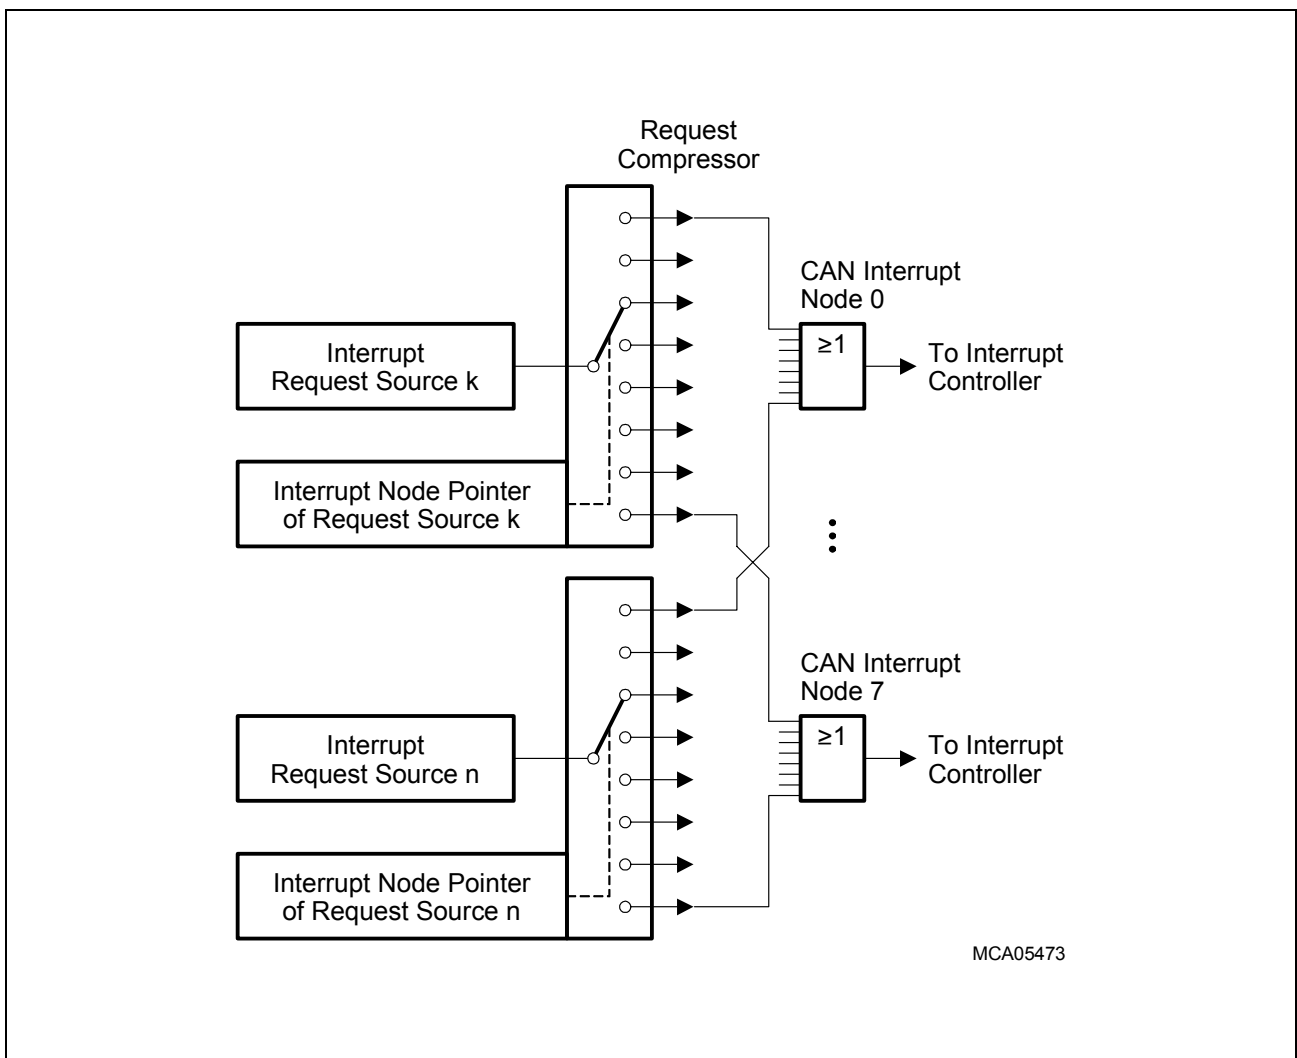 Request
Compressor
CAN Interrupt
Node 0
Interrupt
Request Source k
≥1
To Interrupt
Controller
Interrupt Node Pointer
of Request Source k
CAN Interrupt
Node 7
Interrupt
Request Source n
≥1
To Interrupt
Controller
Interrupt Node Pointer
of Request Source n
MCA05473